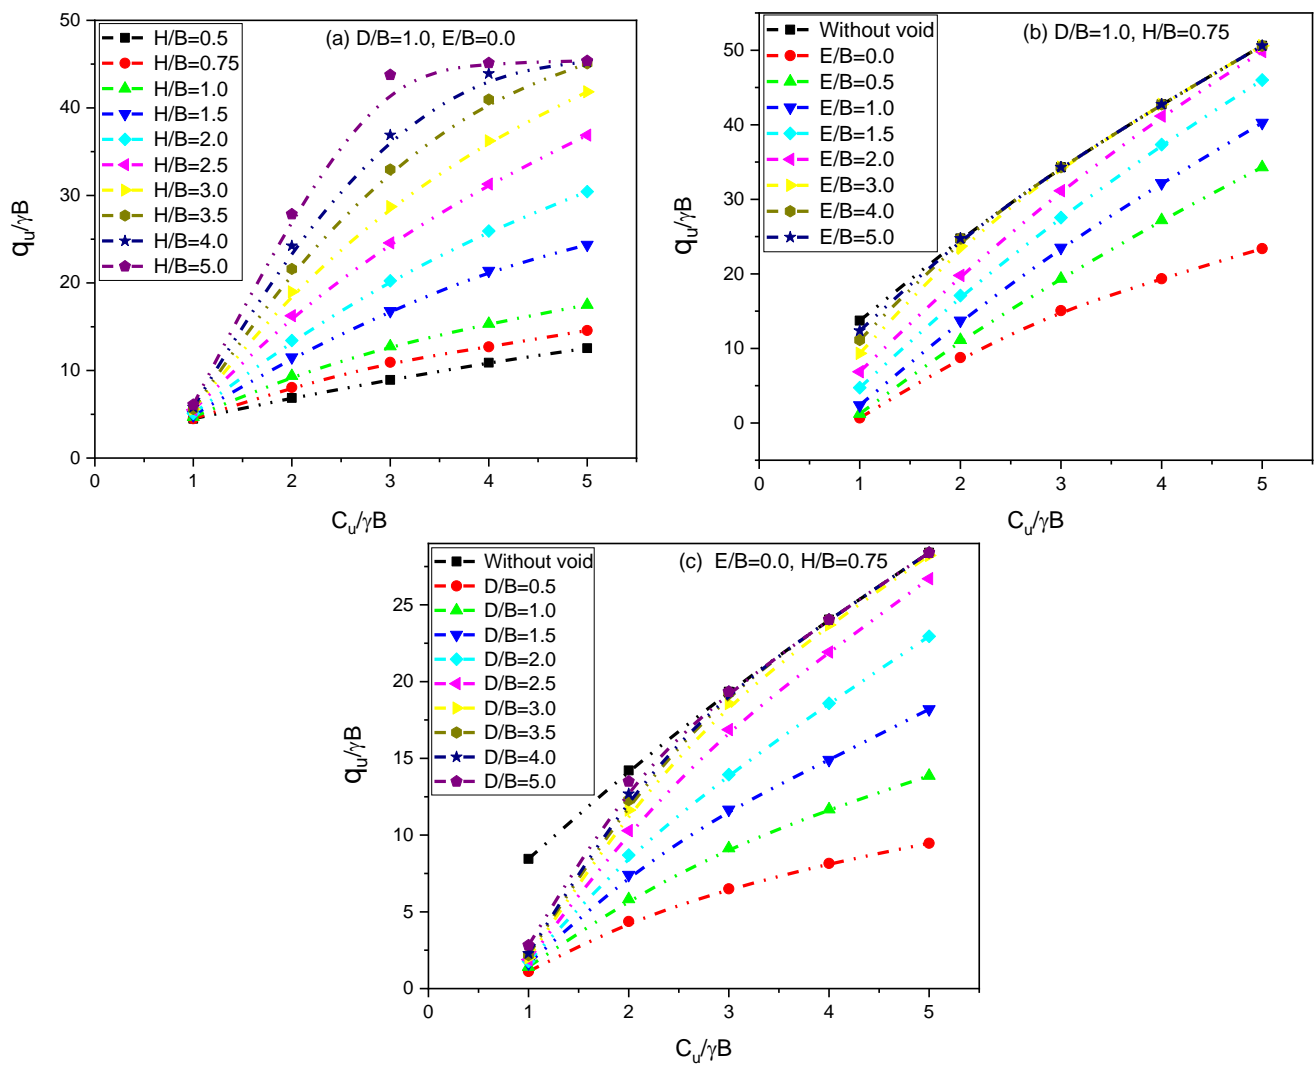 (a) D/B=1.0, E/B=0.0
H/B=0.5
H/B=0.75
H/B=1.0
H/B=1.5
H/B=2.0
H/B=2.5
H/B=3.0
H/B=3.5
H/B=4.0
H/B=5.0
50
40
30
20
10
0
qu/γB
0 1 2 3 4 5
Cu/γB
(b) D/B=1.0, H/B=0.75
Without void
E/B=0.0
E/B=0.5
E/B=1.0
E/B=1.5
E/B=2.0
E/B=3.0
E/B=4.0
E/B=5.0
50
40
30
20
10
0
qu/γB
0 1 2 3 4 5
Cu/γB
(c) E/B=0.0, H/B=0.75
Without void
D/B=0.5
D/B=1.0
D/B=1.5
D/B=2.0
D/B=2.5
D/B=3.0
D/B=3.5
D/B=4.0
D/B=5.0
25
20
15
10
5
0
qu/γB
0 1 2 3 4 5
Cu/γB